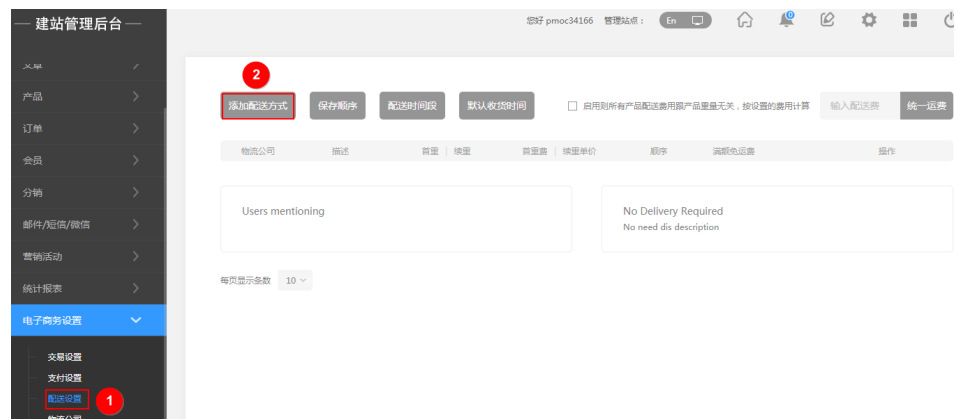 — 建站管理后台 —
您好 pmoc34166 管理站点： En
0
文章
产品
订单
会员
分销
邮件/短信/微信
营销活动
统计报表
电子商务设置
交易设置
支付设置
配送设置
1
物流公司
2
添加配送方式 保存顺序 配送时间段 默认收货时间 启用则所有产品配送费用跟产品重量无关，按设置的费用计算 输入配送费 统一运费
物流公司 描述 首重 | 续重 首重费 | 续重单价 顺序 满额免运费 操作
Users mentioning
No Delivery Required
No need dis description
每页显示条数 10